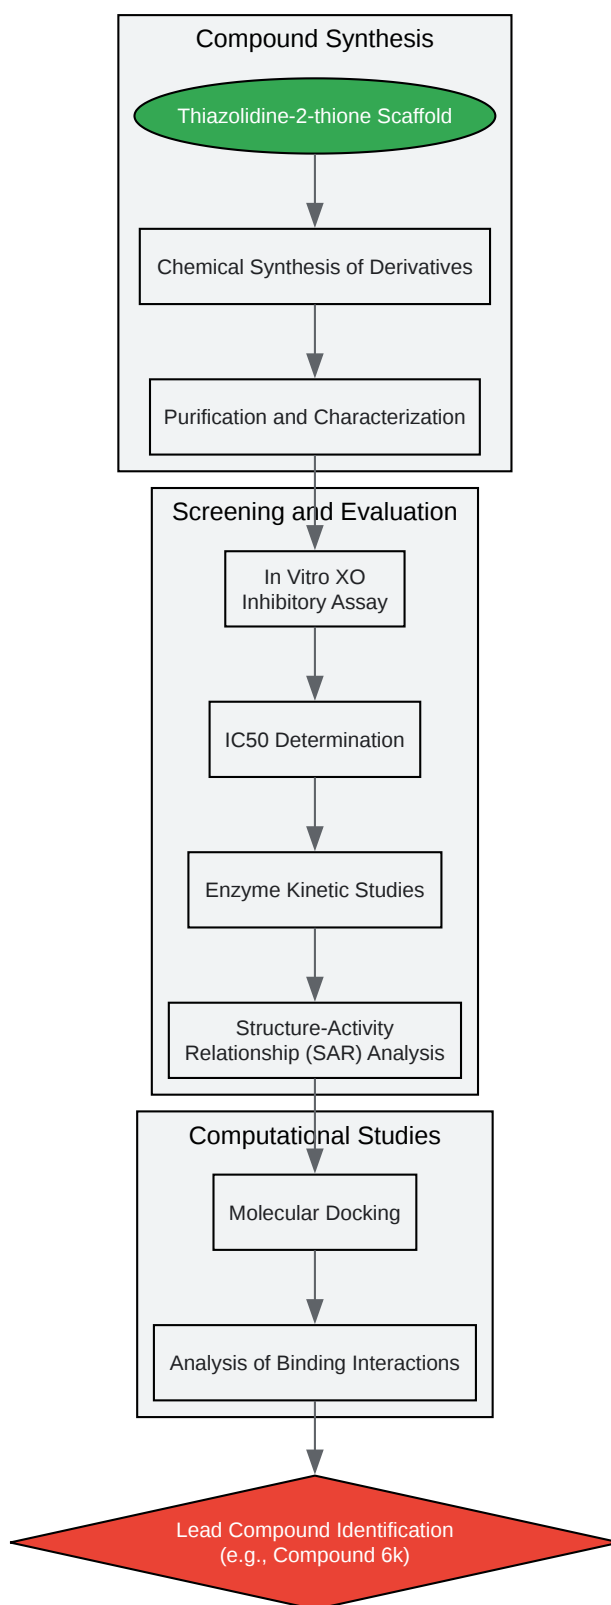 Compound Synthesis
Thiazolidine-2-thione Scaffold
Chemical Synthesis of Derivatives
Purification and Characterization
Screening and Evaluation
In Vitro XO
Inhibitory Assay
IC50 Determination
Enzyme Kinetic Studies
Structure-Activity
Relationship (SAR) Analysis
Computational Studies
Molecular Docking
Analysis of Binding Interactions
Lead Compound Identification
(e.g., Compound 6k)